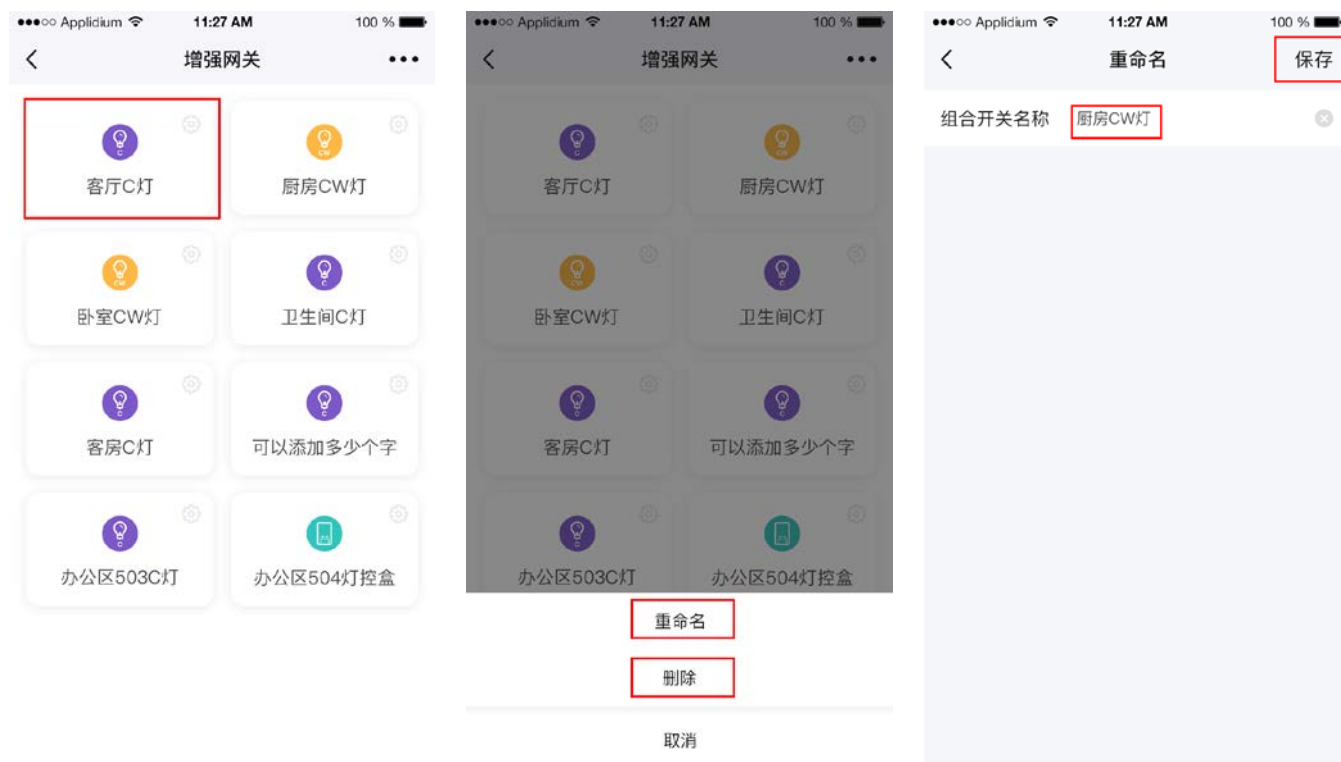 ●●●○○ Applidium 11:27 AM 100 %
增强网关
客厅C灯 厨房CW灯
卧室CW灯 卫生间C灯
客房C灯 可以添加多少个字
办公区503C灯 办公区504灯控盒
●●●○○ Applidium 11:27 AM 100 %
增强网关
客厅C灯 厨房CW灯
卧室CW灯 卫生间C灯
客房C灯 可以添加多少个字
办公区503C灯 办公区504灯控盒
重命名
删除
取消
●●●○○ Applidium 11:27 AM 100 %
重命名 保存
组合开关名称 厨房CW灯